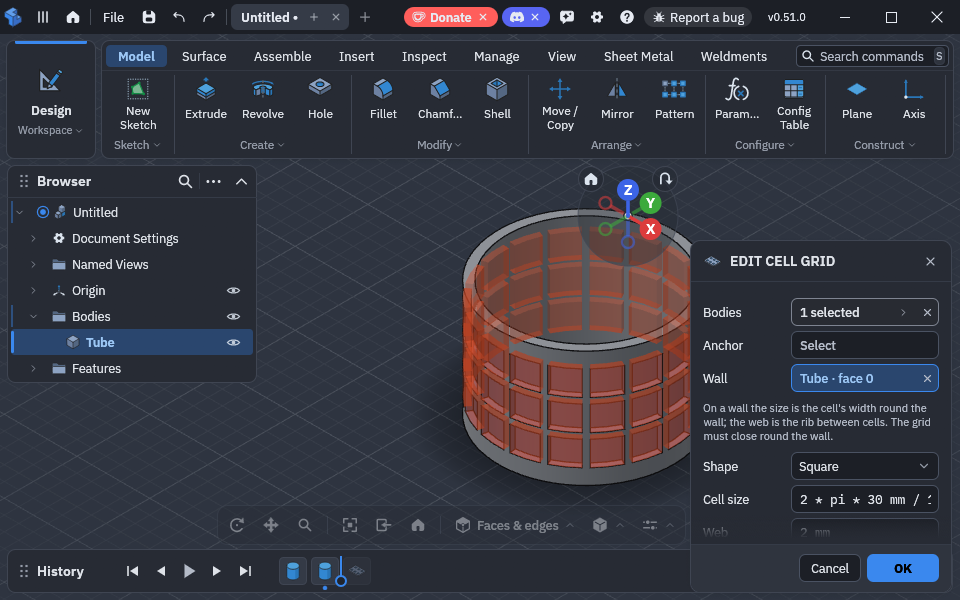 File
Untitled •
Donate
Report a bug
v0.51.0
Design
Workspace
Model
Surface
Assemble
Insert
Inspect
Manage
View
Sheet Metal
Weldments
Search commands
S
New Sketch
Extrude
Revolve
Hole
Fillet
Chamf...
Shell
Move / Copy
Mirror
Pattern
Param...
Config Table
Plane
Axis
Sketch
Create
Modify
Arrange
Configure
Construct
Browser
Untitled
Document Settings
Named Views
Origin
Bodies
Tube
Features
Z
Y
X
EDIT CELL GRID
Bodies
1 selected
Anchor
Select
Wall
Tube · face 0
On a wall the size is the cell's width round the
wall; the web is the rib between cells. The grid
must close round the wall.
Shape
Square
Cell size
2 * pi * 30 mm /
Web
2 mm
Cancel
OK
Faces & edges
History